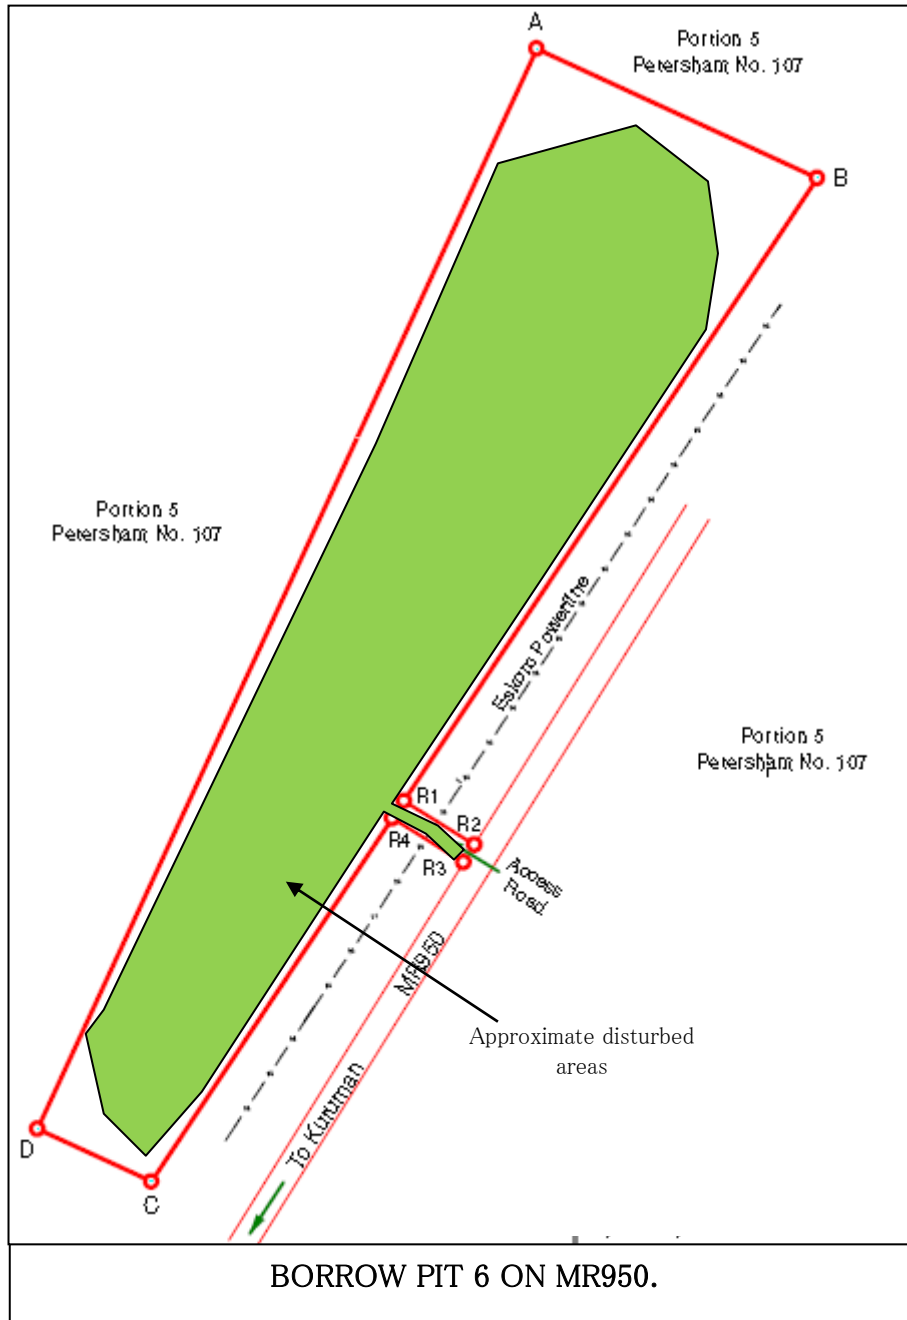 A
Portion 5
Petersham No. 107
B
Portion 5
Petersham No. 107
Eskom Powerline
Portion 5
Petersham No. 107
R1
R2
R4
R3
Access
Road
MR950
Approximate disturbed
areas
To Kuruman
D
C
BORROW PIT 6 ON MR950.